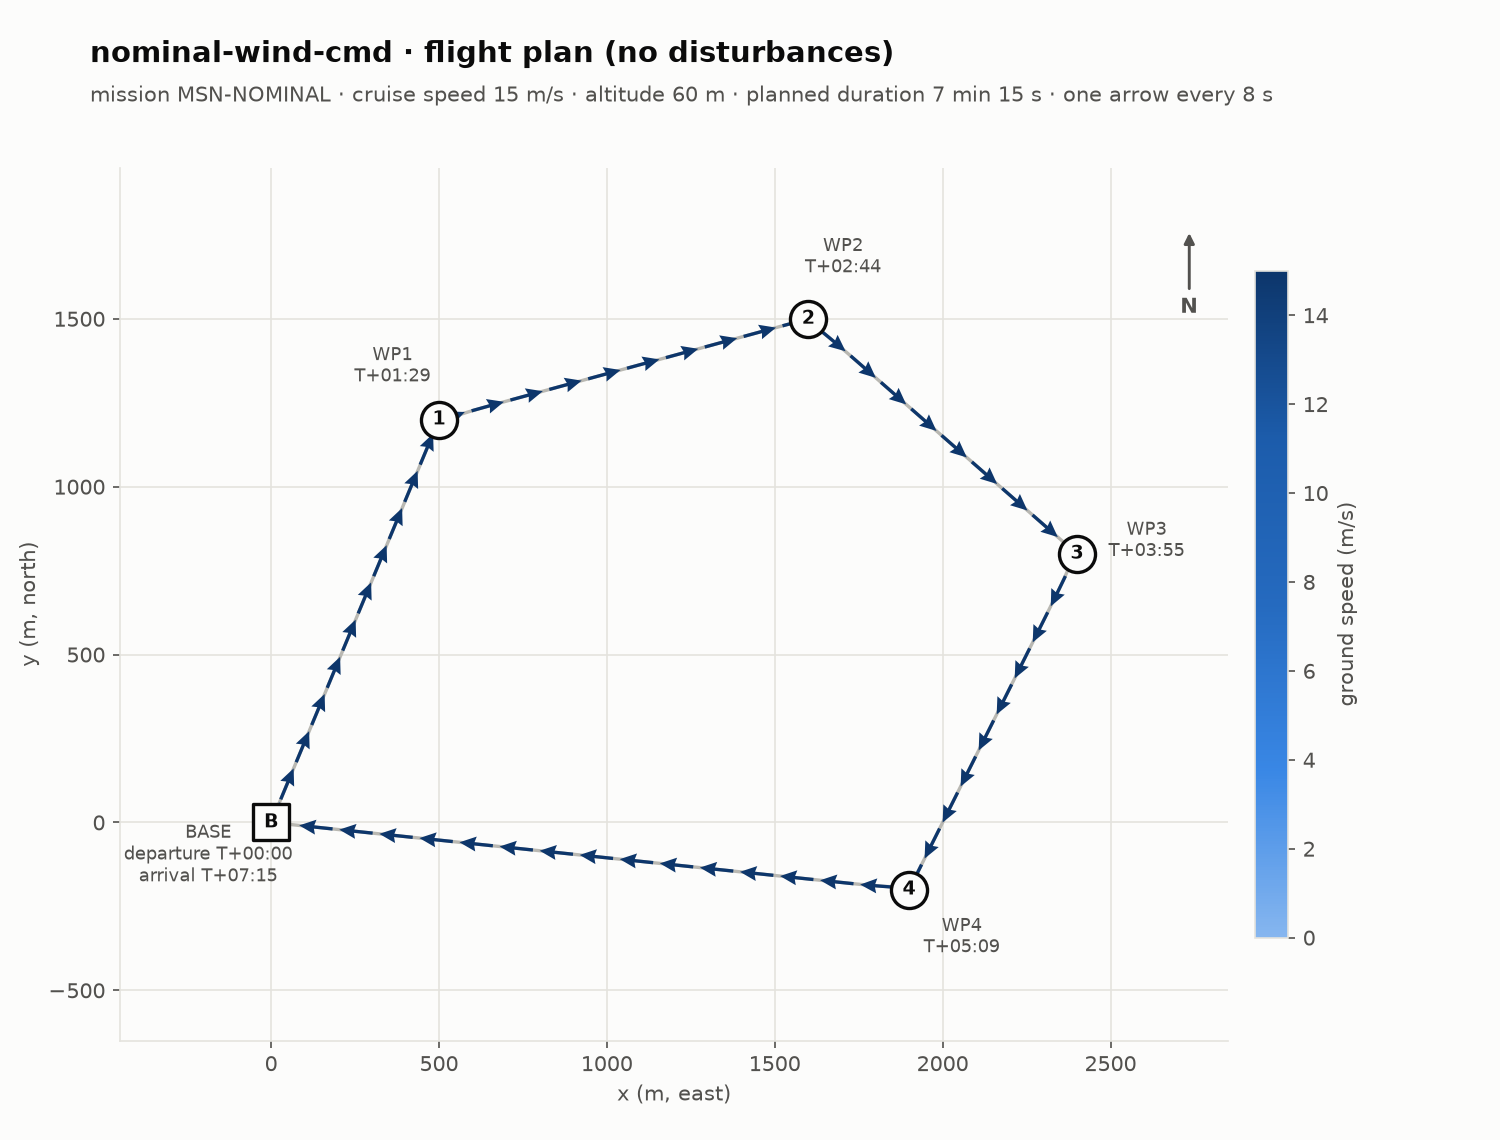 nominal-wind-cmd · flight plan (no disturbances)
mission MSN-NOMINAL · cruise speed 15 m/s · altitude 60 m · planned duration 7 min 15 s · one arrow every 8 s
WP2
T+02:44
N
1500
2
WP1
T+01:29
1
1000
WP3
T+03:55
3
500
0
B
BASE
departure T+00:00
arrival T+07:15
4
WP4
T+05:09
−500
y (m, north)
0
500
1000
1500
2000
2500
x (m, east)
14
12
10
8
6
4
2
0
ground speed (m/s)